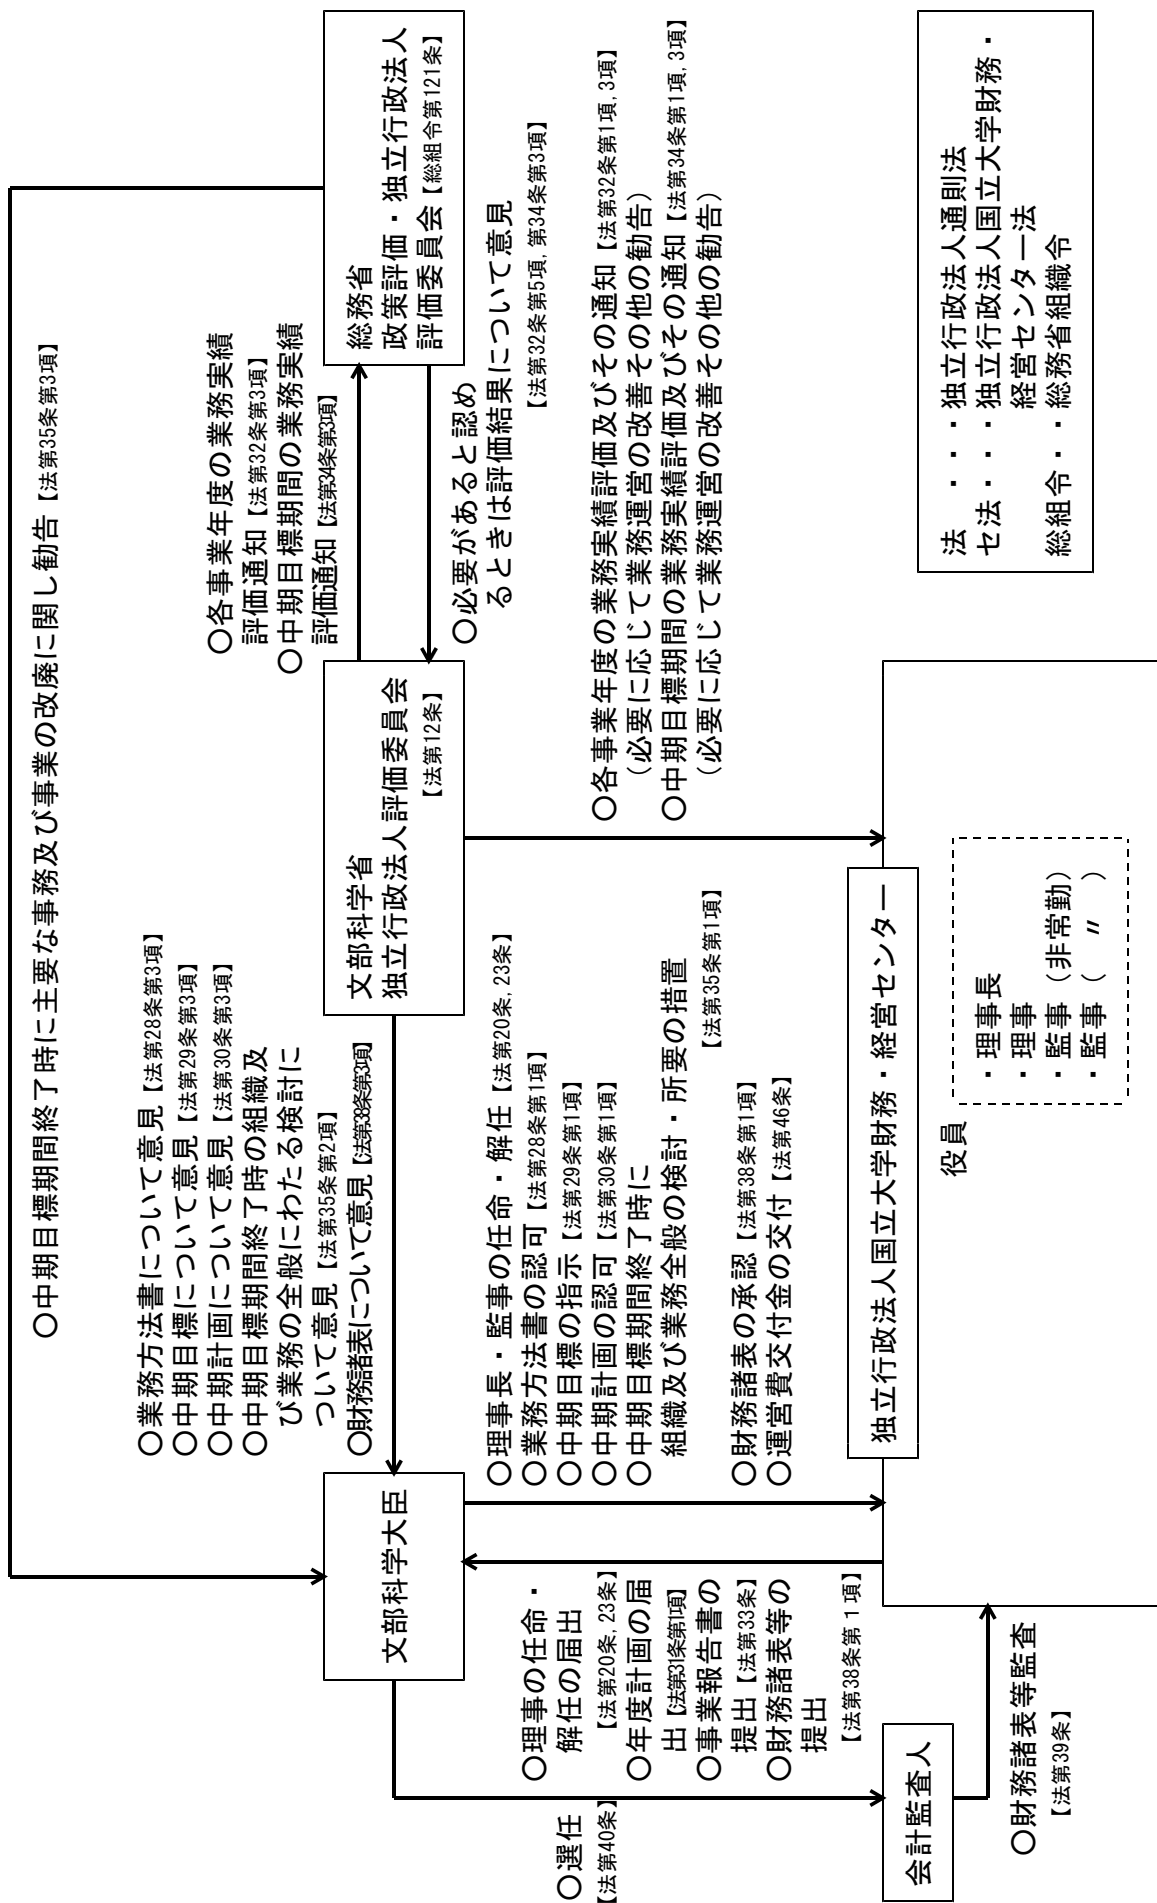 ○中期目標期間終了時に主要な事務及び事業の改廃に関し勧告【法第35条第3項】
○業務方法書について意見【法第28条第3項】
○中期目標について意見【法第29条第3項】
○中期計画について意見【法第30条第3項】
○中期目標期間終了時の組織及
び業務の全般にわたる検討に
ついて意見【法第35条第2項】
○財務諸表について意見【法第38条第3項】
○各事業年度の業務実績
評価通知【法第32条第3項】
○中期目標期間の業務実績
評価通知【法第34条第3項】
文部科学大臣
文部科学省
独立行政法人評価委員会
【法第12条】
総務省
政策評価・独立行政法人
評価委員会【総組令第121条】
○必要があると認め
るときは評価結果について意見
【法第32条第5項,第34条第3項】
○選任
【法第40条】
○理事の任命・
解任の届出
【法第20条,23条】
○年度計画の届
出【法第31条第1項】
○事業報告書の
提出【法第33条】
○財務諸表等の
提出
【法第38条第1項】
○理事長・監事の任命・解任【法第20条,23条】
○業務方法書の認可【法第28条第1項】
○中期目標の指示【法第29条第1項】
○中期計画の認可【法第30条第1項】
○中期目標期間終了時に
組織及び業務全般の検討・所要の措置
【法第35条第1項】
○財務諸表の承認【法第38条第1項】
○運営費交付金の交付【法第46条】
○各事業年度の業務実績評価及びその通知【法第32条第1項,3項】
（必要に応じて業務運営の改善その他の勧告）
○中期目標期間の業務実績評価及びその通知【法第34条第1項,3項】
（必要に応じて業務運営の改善その他の勧告）
会計監査人
○財務諸表等監査
【法第39条】
独立行政法人国立大学財務・経営センター
役員
・理事長
・理事
・監事（非常勤）
・監事（　〃　）
法・・・独立行政法人通則法
セ法・・・独立行政法人国立大学財務・
経営センター法
総組令・・総務省組織令